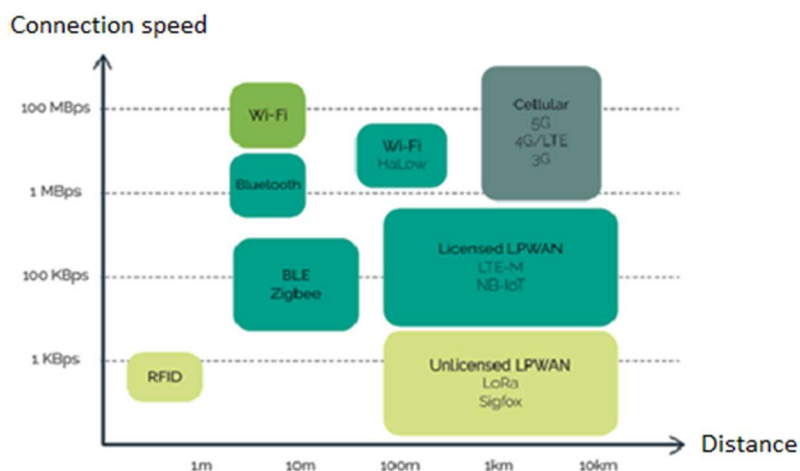 Connection speed
100 MBps
1 MBps
100 KBps
1 KBps
Wi-Fi
Bluetooth
Wi-Fi
HaLow
Cellular
5G
4G/LTE
3G
BLE
Zigbee
Licensed LPWAN
LTE-M
NB-IoT
RFID
Unlicensed LPWAN
LoRa
Sigfox
Distance
1m
10m
100m
1km
10km